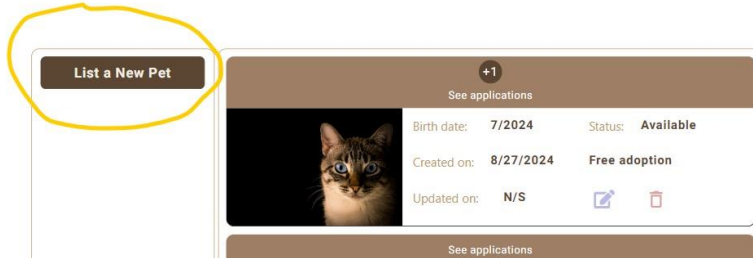 List a New Pet
+1
See applications
Birth date: 7/2024 Status: Available
Created on: 8/27/2024 Free adoption
Updated on: N/S
See applications